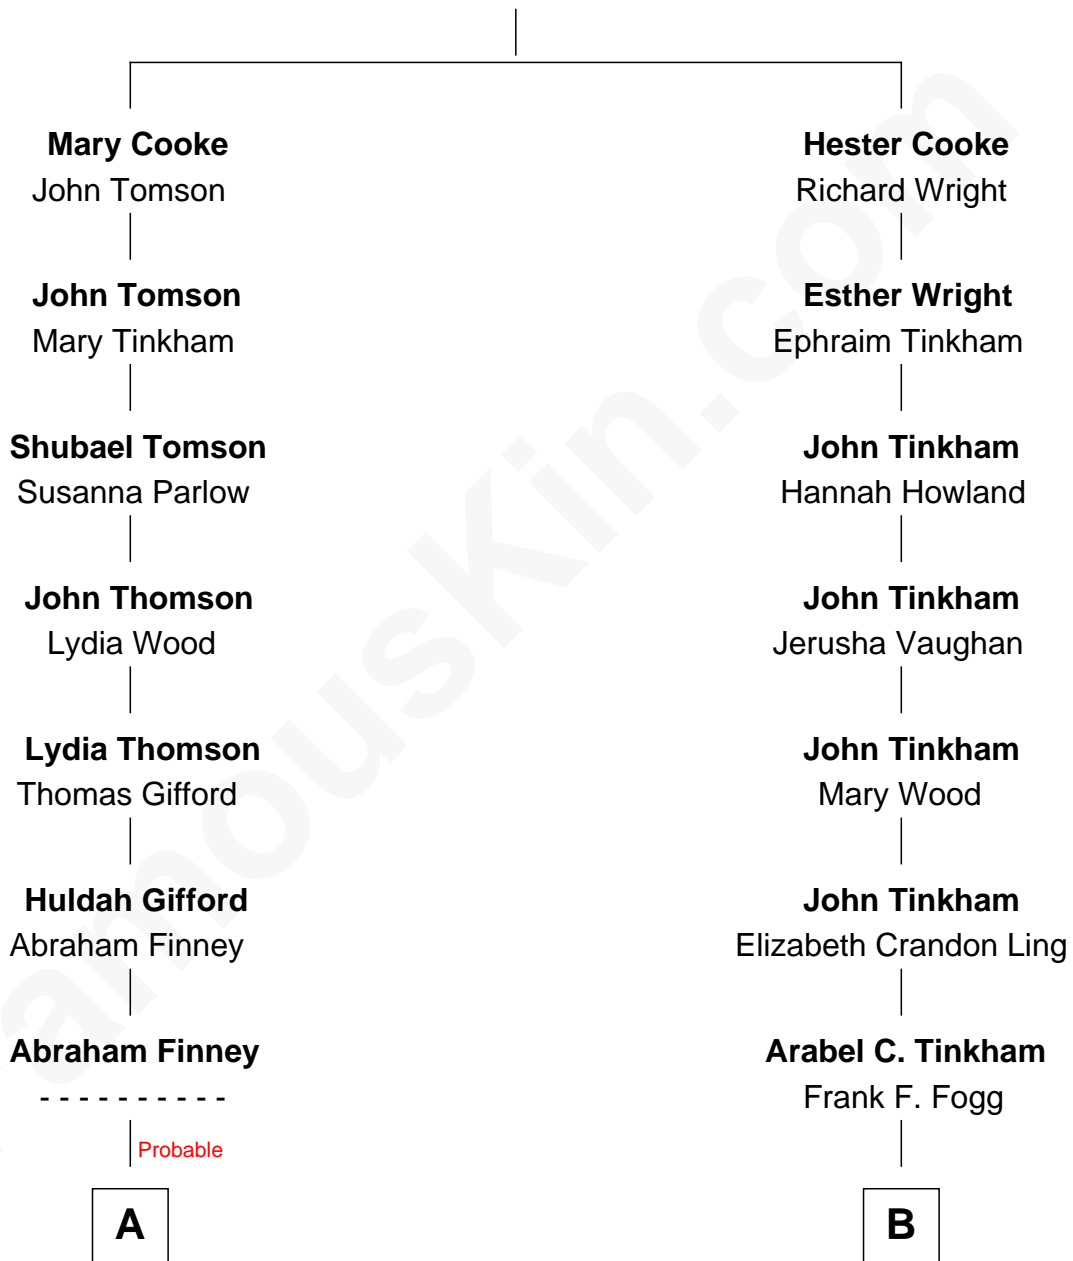 Mary Cooke
John Tomson
John Tomson
Mary Tinkham
Shubael Tomson
Susanna Parlow
John Thomson
Lydia Wood
Lydia Thomson
Thomas Gifford
Huldah Gifford
Abraham Finney
Abraham Finney
- - - - - - - - - -
Probable
A
Hester Cooke
Richard Wright
Esther Wright
Ephraim Tinkham
John Tinkham
Hannah Howland
John Tinkham
Jerusha Vaughan
John Tinkham
Mary Wood
John Tinkham
Elizabeth Crandon Ling
Arabel C. Tinkham
Frank F. Fogg
B
amouskin.com